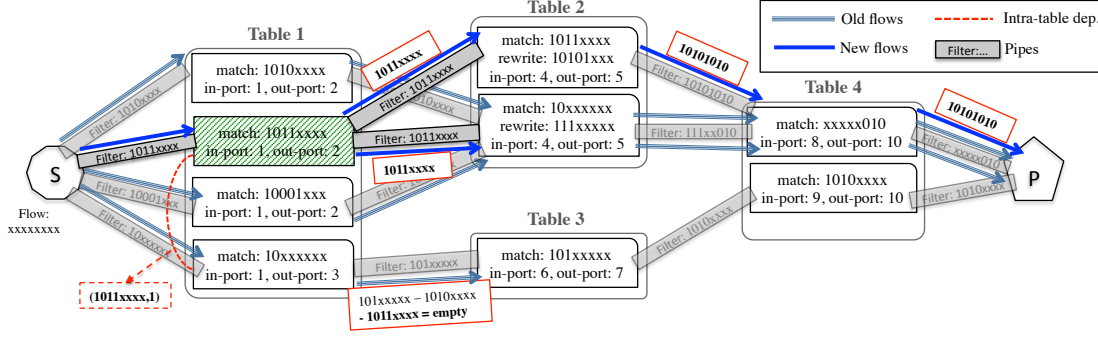 Table 2
Old flows
Intra-table dep.
New flows
Filter:...
Pipes
Table 1
match: 1010xxxx
in-port: 1, out-port: 2
match: 1011xxxx
in-port: 1, out-port: 2
match: 10001xxx
in-port: 1, out-port: 2
match: 10xxxxxx
in-port: 1, out-port: 3
S
Flow:
xxxxxxxx
Filter: 1010xxxx
Filter: 1011xxxx
Filter: 10001xxx
Filter: 10xxxxxx
(1011xxxx,1)
1011xxxx
Filter: 1011xxxx
Filter: 1011xxxx
1011xxxx
Filter: 101xxxxx
101xxxxx – 1010xxxx
- 1011xxxx = empty
match: 1011xxxx
rewrite: 10101xxx
in-port: 4, out-port: 5
match: 10xxxxxx
rewrite: 111xxxxx
in-port: 4, out-port: 5
Table 3
match: 101xxxxx
in-port: 6, out-port: 7
10101010
Filter: 10101010
Filter: 111xx010
Filter: 1010xxxx
Table 4
match: xxxxx010
in-port: 8, out-port: 10
match: 1010xxxx
in-port: 9, out-port: 10
10101010
Filter: xxxxx010
Filter: 1010xxxx
P